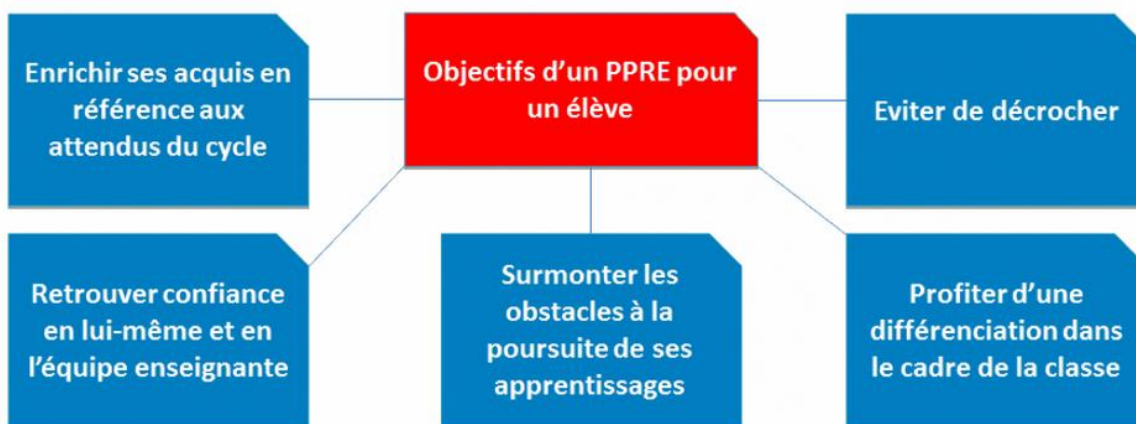 Enrichir ses acquis en
référence aux
attendus du cycle
Objectifs d'un PPRE pour
un élève
Eviter de décrocher
Retrouver confiance
en lui-même et en
l'équipe enseignante
Surmonter les
obstacles à la
poursuite de ses
apprentissages
Profiter d'une
différenciation dans
le cadre de la classe